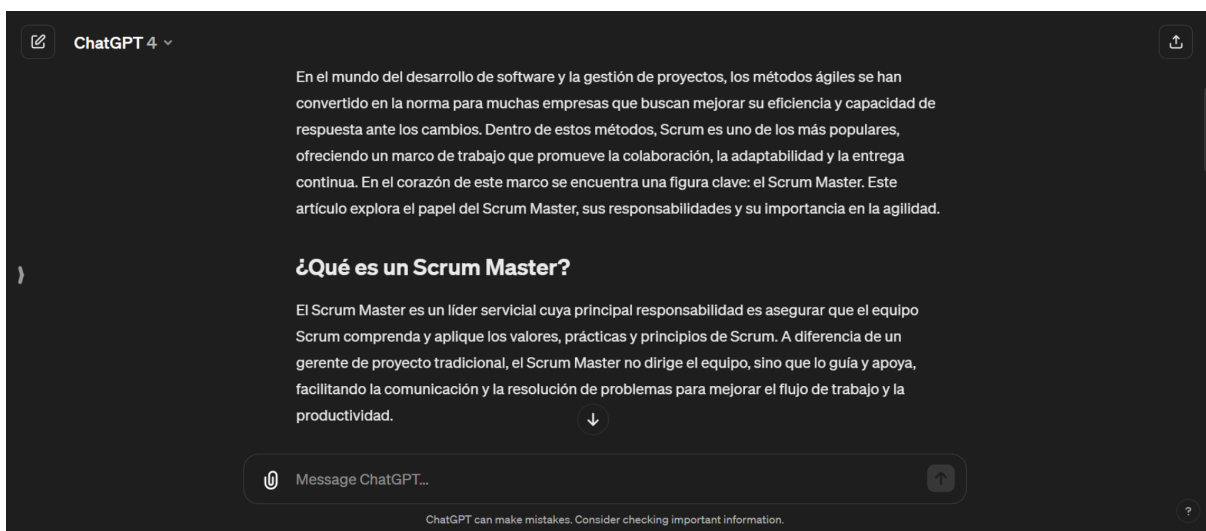 ChatGPT 4
En el mundo del desarrollo de software y la gestión de proyectos, los métodos ágiles se han
convertido en la norma para muchas empresas que buscan mejorar su eficiencia y capacidad de
respuesta ante los cambios. Dentro de estos métodos, Scrum es uno de los más populares,
ofreciendo un marco de trabajo que promueve la colaboración, la adaptabilidad y la entrega
continua. En el corazón de este marco se encuentra una figura clave: el Scrum Master. Este
artículo explora el papel del Scrum Master, sus responsabilidades y su importancia en la agilidad.
¿Qué es un Scrum Master?
El Scrum Master es un líder servicial cuya principal responsabilidad es asegurar que el equipo
Scrum comprenda y aplique los valores, prácticas y principios de Scrum. A diferencia de un
gerente de proyecto tradicional, el Scrum Master no dirige el equipo, sino que lo guía y apoya,
facilitando la comunicación y la resolución de problemas para mejorar el flujo de trabajo y la
productividad.
Message ChatGPT...
ChatGPT can make mistakes. Consider checking important information.
?